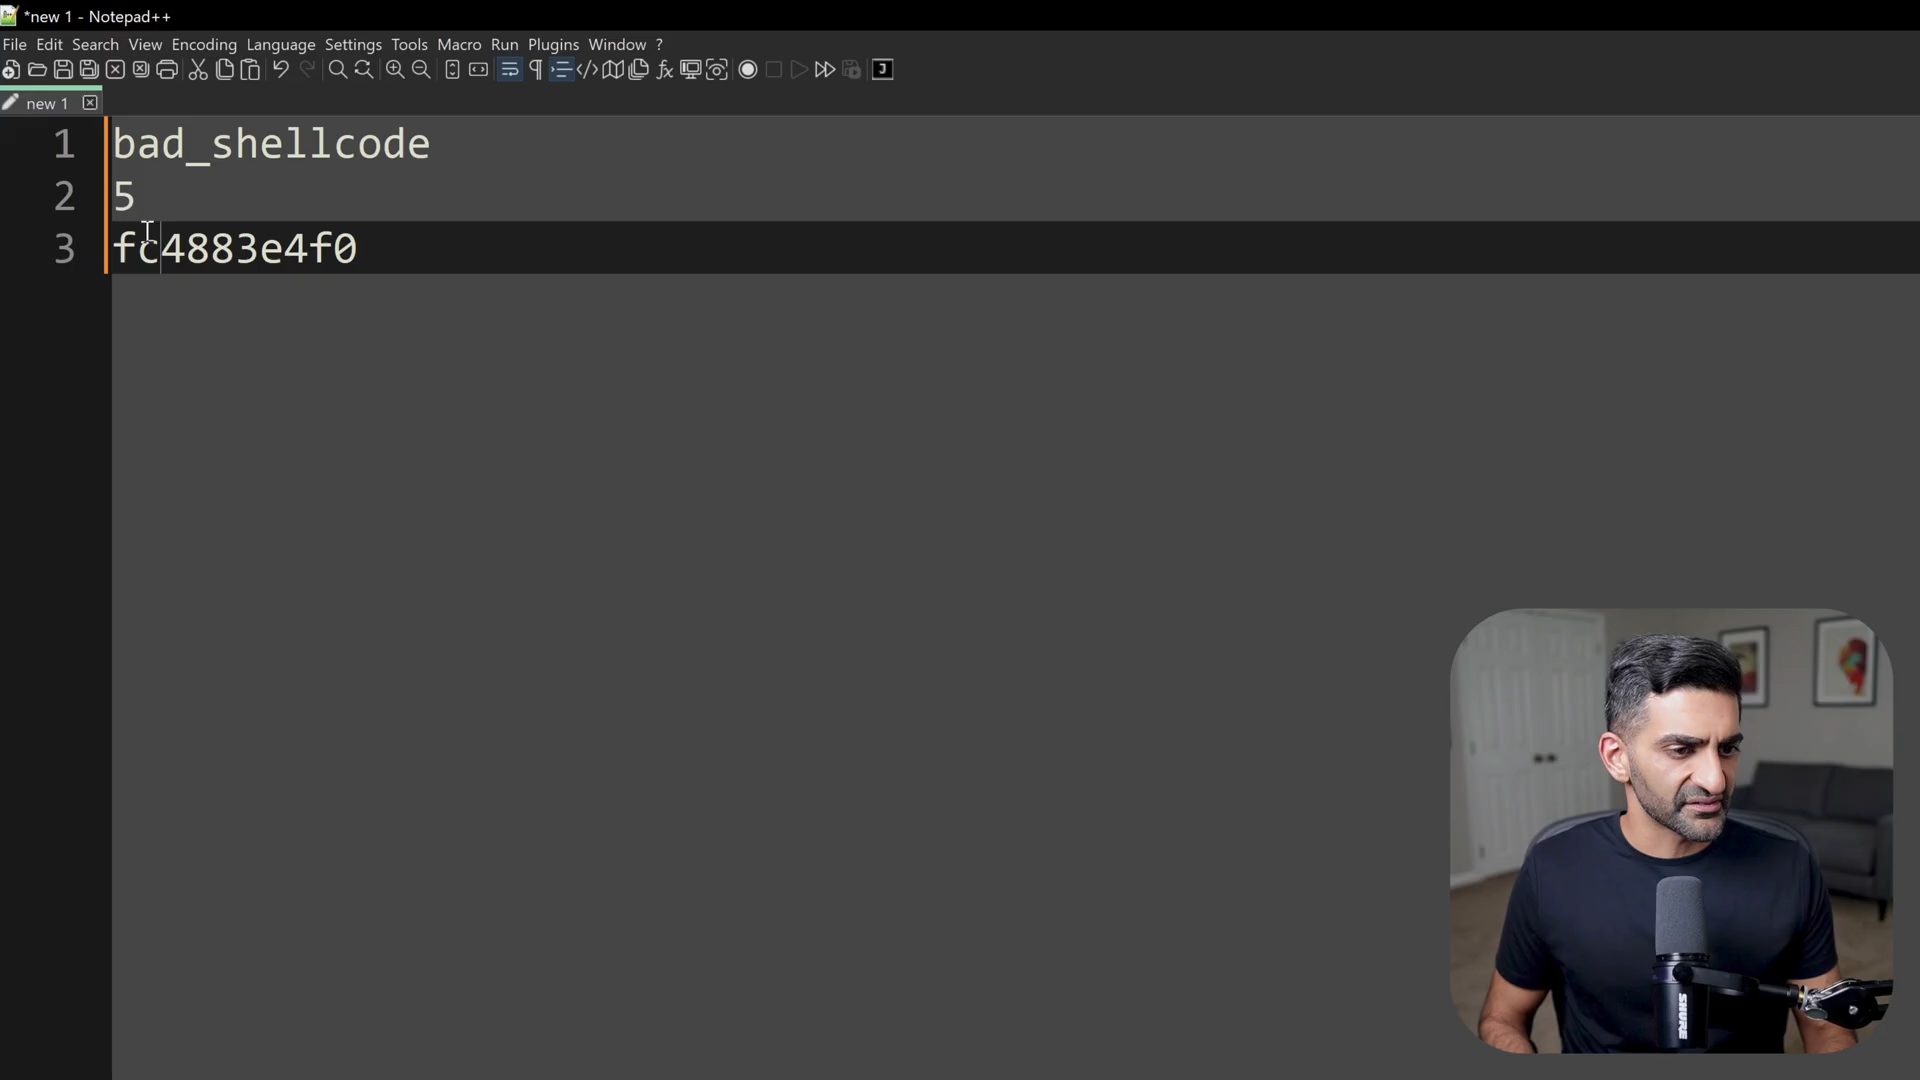 *new 1 - Notepad++
File Edit Search View Encoding Language Settings Tools Macro Run Plugins Window ?
new 1
1 bad_shellcode
2 5
3 fc4883e4f0
SHURE